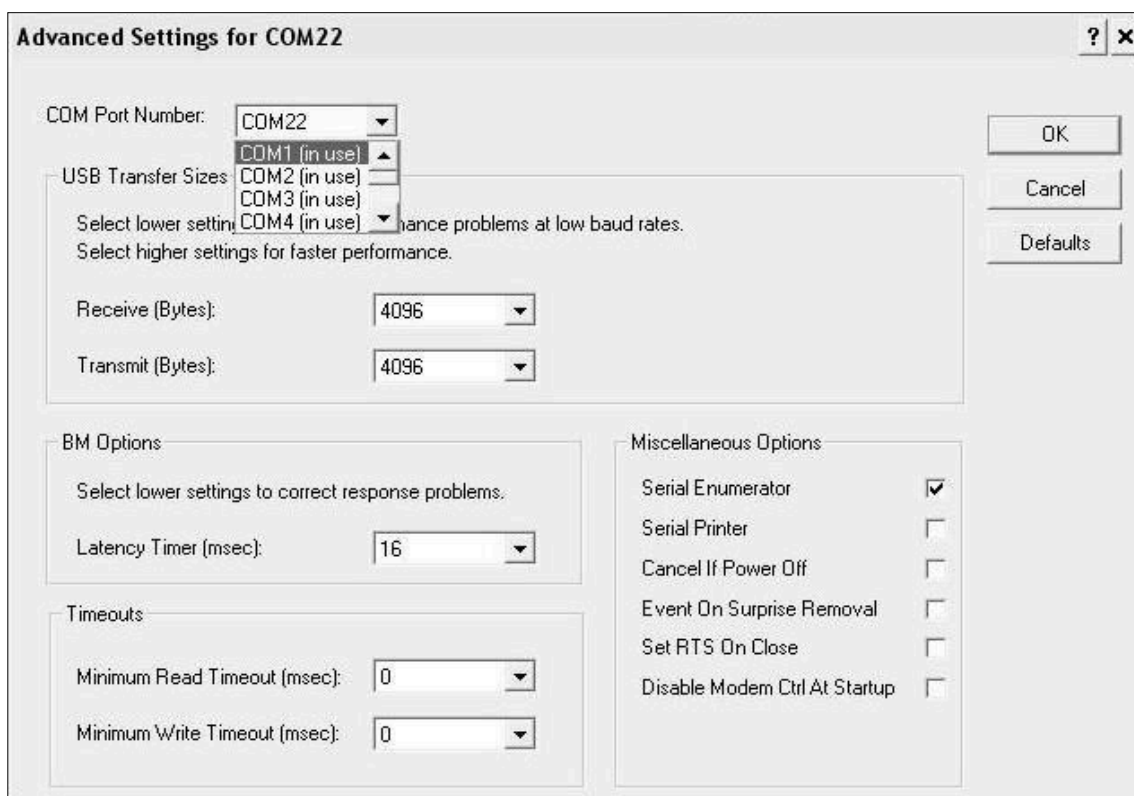 Advanced Settings for COM22
? ×
COM Port Number: COM22
COM1 (in use)
COM2 (in use)
COM3 (in use)
COM4 (in use)
OK
Cancel
Defaults
USB Transfer Sizes
Select lower settin mance problems at low baud rates.
Select higher settings for faster performance.
Receive (Bytes): 4096
Transmit (Bytes): 4096
BM Options
Select lower settings to correct response problems.
Latency Timer (msec): 16
Timeouts
Minimum Read Timeout (msec): 0
Minimum Write Timeout (msec): 0
Miscellaneous Options
Serial Enumerator
Serial Printer
Cancel If Power Off
Event On Surprise Removal
Set RTS On Close
Disable Modem Ctrl At Startup